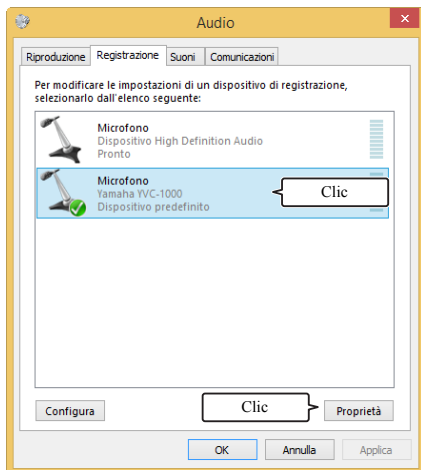 Audio
Riproduzione Registrazione Suoni Comunicazioni
Per modificare le impostazioni di un dispositivo di registrazione,
selezionarlo dall'elenco seguente:
Microfono
Dispositivo High Definition Audio
Pronto
Microfono
Yamaha YVC-1000
Dispositivo predefinito
Clic
Configura
Clic
Proprietà
OK Annulla Applica